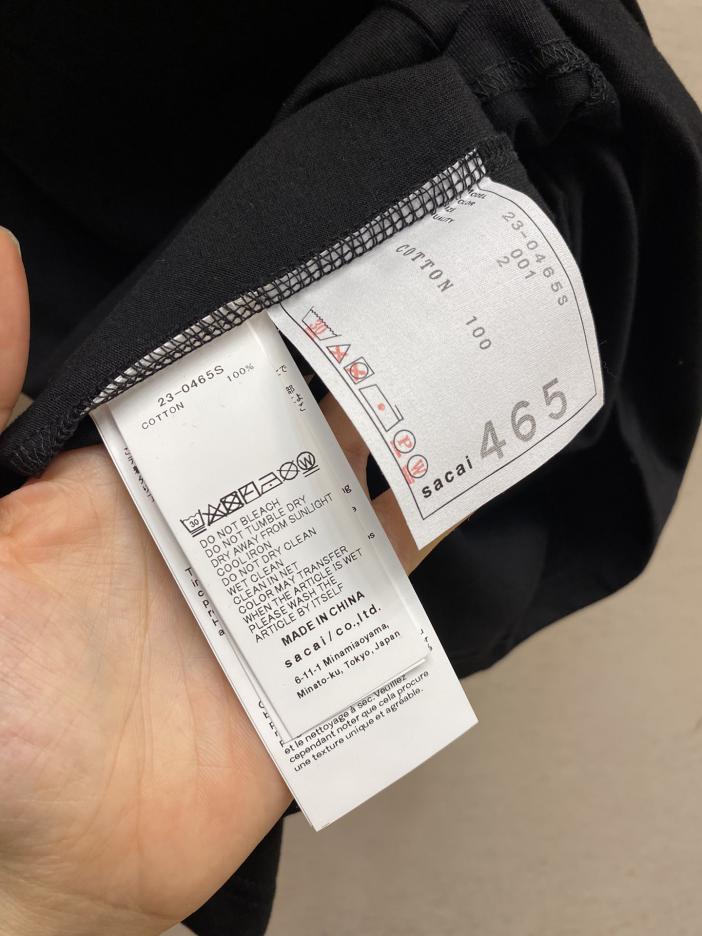 23-0465S
COTTON 100%
30
W
DO NOT BLEACH
DO NOT TUMBLE DRY
DRY AWAY FROM SUNLIGHT
COOL IRON
DO NOT DRY CLEAN
WET CLEAN
CLEAN IN NET
COLOR MAY TRANSFER
WHEN THE ARTICLE IS WET
PLEASE WASH THE
ARTICLE BY ITSELF
MADE IN CHINA
sacai/co.,ltd.
6-11-1 Minamiaoyama,
Minato-ku, Tokyo, Japan
et le nettoyage à sec. Veuillez
cependant noter que cela procure
une texture unique et agréable.
23-0465S
001
2
COTTON 100
30
P
W
sacai 465